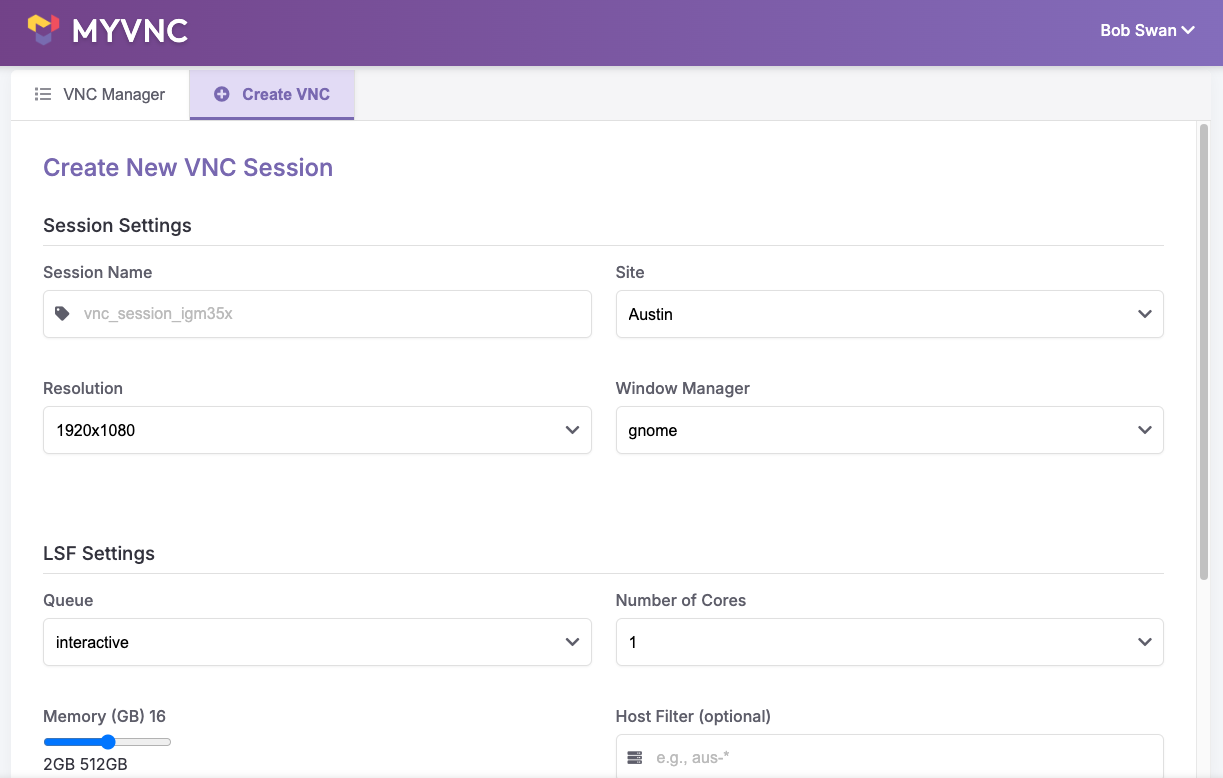 MYVNC
Bob Swan
VNC Manager
Create VNC
Create New VNC Session
Session Settings
Session Name
Site
vnc_session_igm35x
Austin
Resolution
Window Manager
1920x1080
gnome
LSF Settings
Queue
Number of Cores
interactive
1
Memory (GB) 16
Host Filter (optional)
2GB 512GB
e.g., aus-*